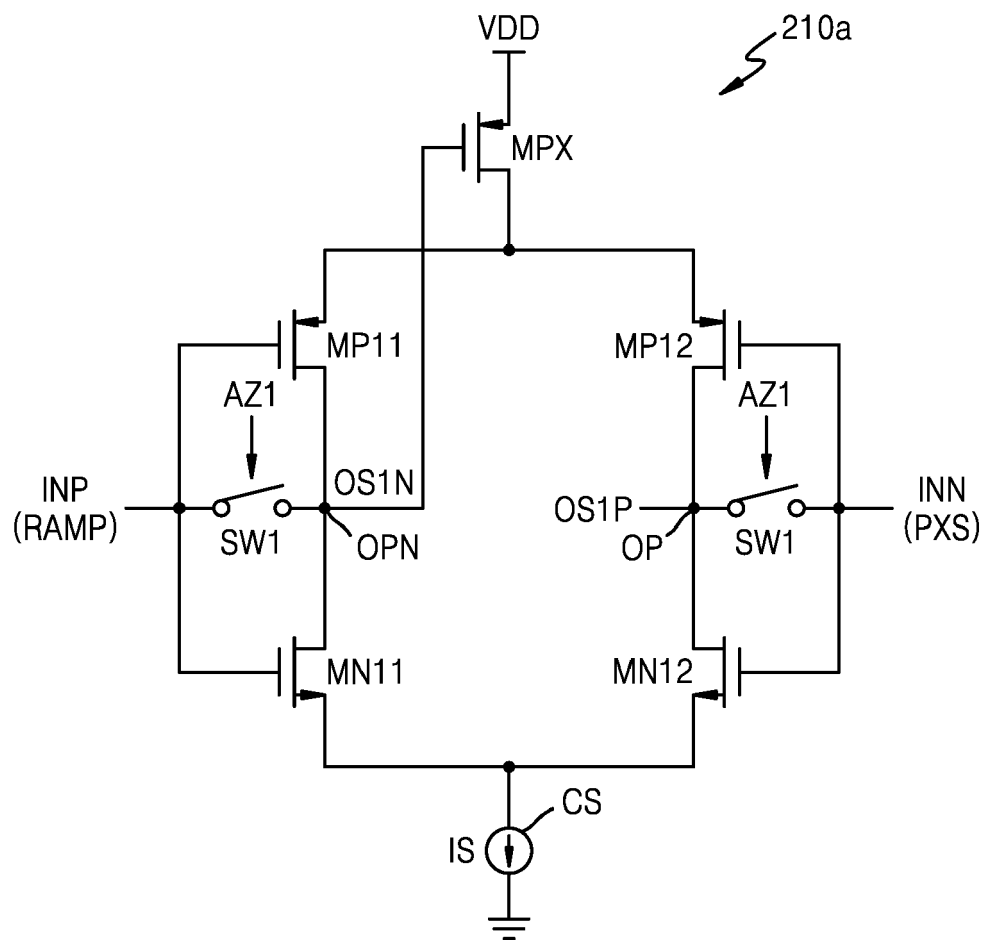 VDD
210a
MPX
MP11
MP12
AZ1
AZ1
INP
(RAMP)
OS1N
OS1P
INN
(PXS)
SW1
OPN
OP
SW1
MN11
MN12
CS
IS